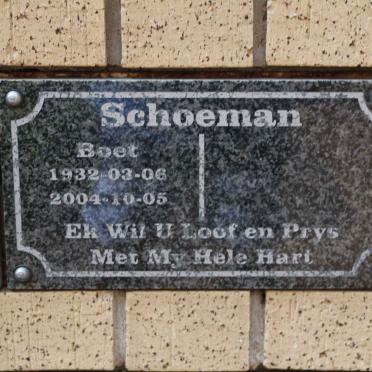 Schoeman
Boet
1932-03-06
2004-10-05
Ek Wil U Loof en Prys
Met My Hele Hart